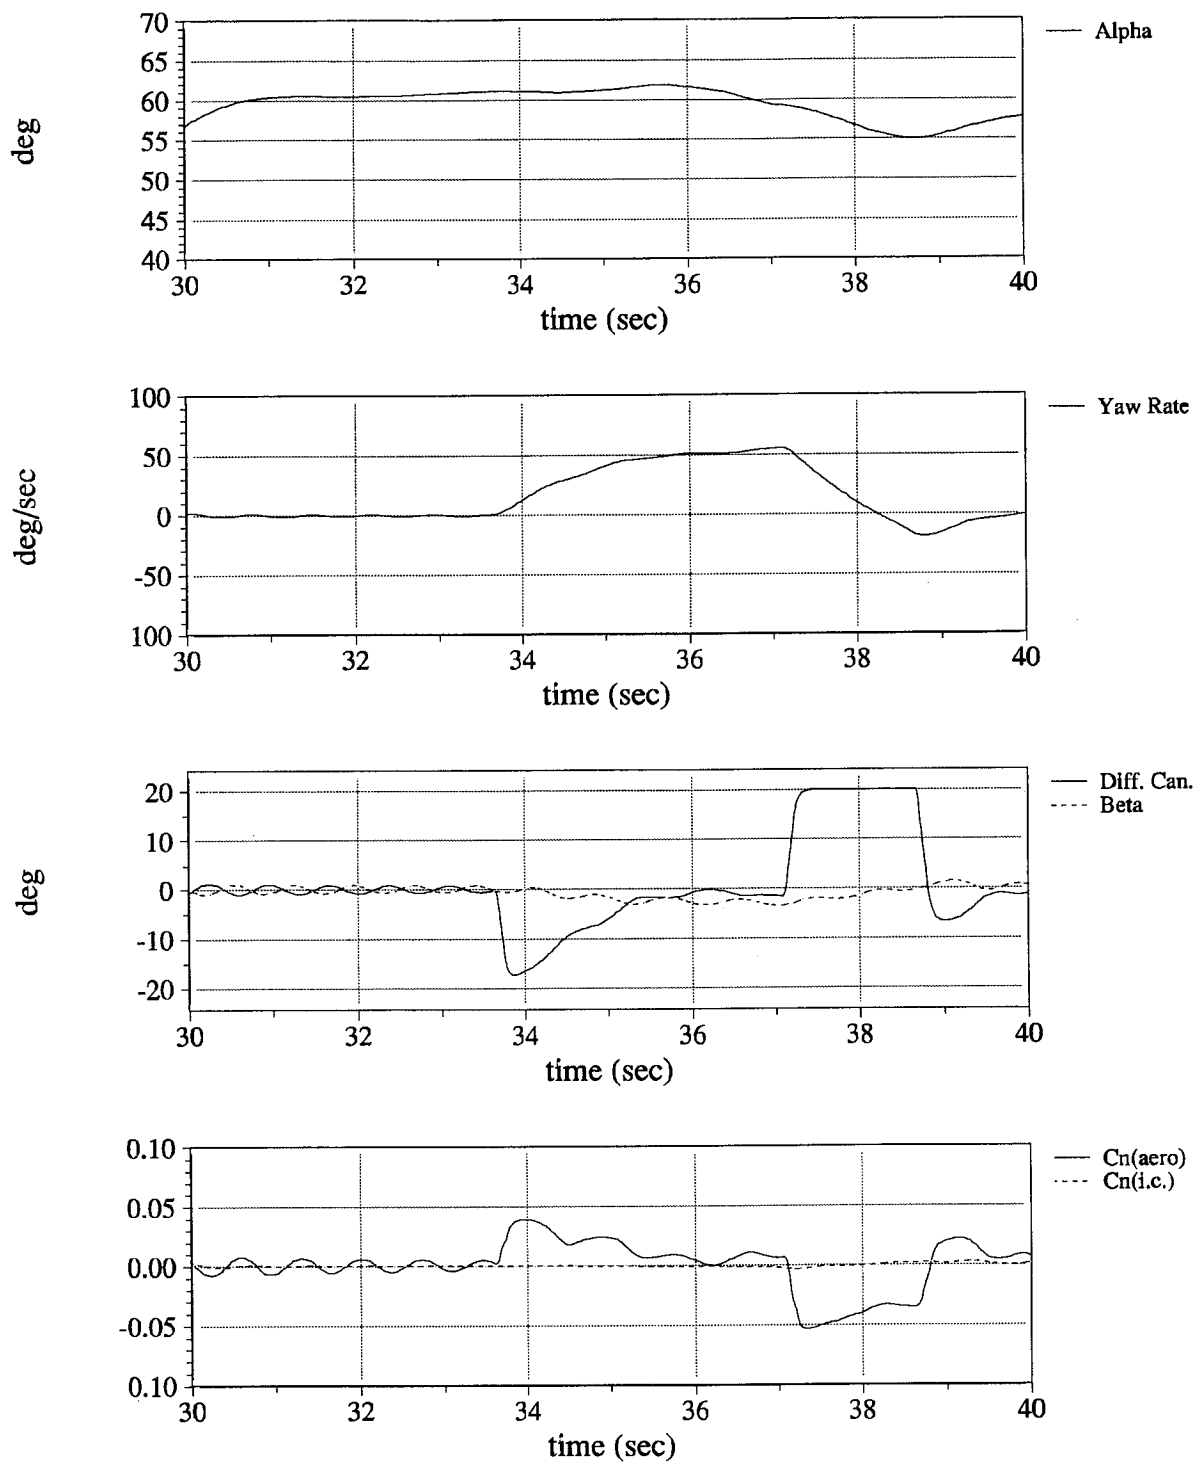 70
65
60
55
50
45
40
deg
30 32 34 36 38 40
time (sec)
Alpha
100
50
0
-50
100
deg/sec
30 32 34 36 38 40
time (sec)
Yaw Rate
20
10
0
-10
-20
deg
30 32 34 36 38 40
time (sec)
Diff. Can.
Beta
0.10
0.05
0.00
-0.05
0.10
30 32 34 36 38 40
time (sec)
Cn(aero)
Cn(i.c.)